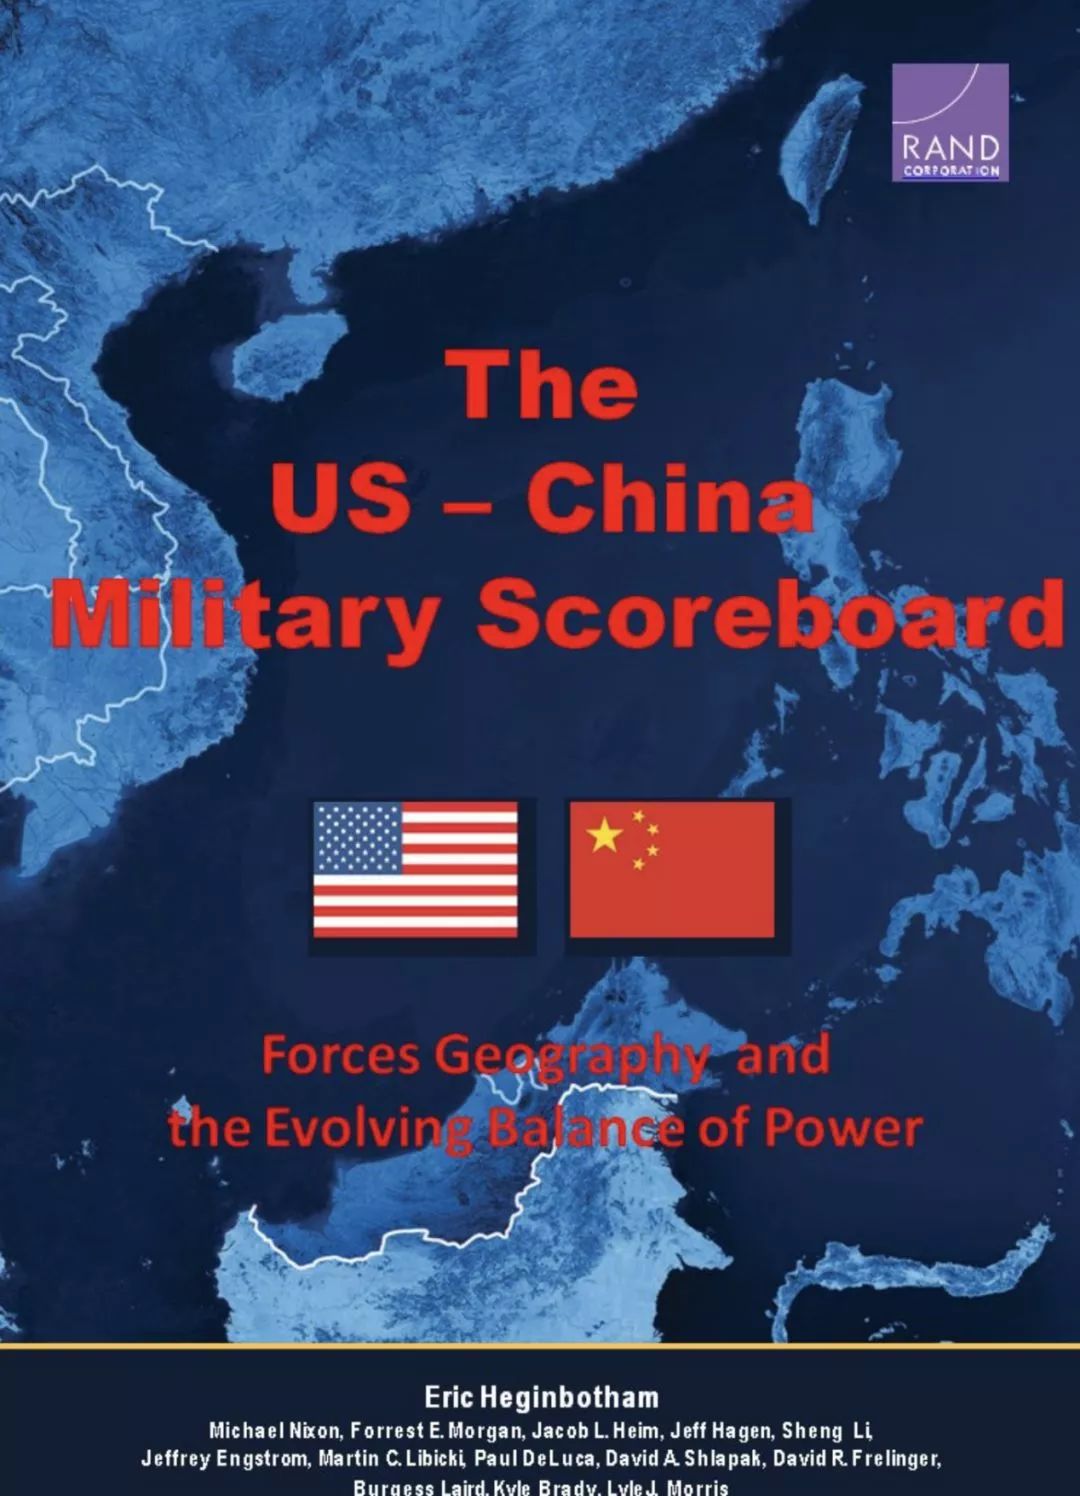 RAND
CORPORATION
The
US – China
Military Scoreboard
Forces Geography and
the Evolving Balance of Power
Eric Heginbotham
Michael Nixon, Forrest E. Morgan, Jacob L. Heim, Jeff Hagen, Sheng Li,
Jeffrey Engstrom, Martin C. Libicki, Paul DeLuca, David A. Shlapak, David R. Frelinger,
Burgess Laird, Kyle Brady, Lyle J. Morris